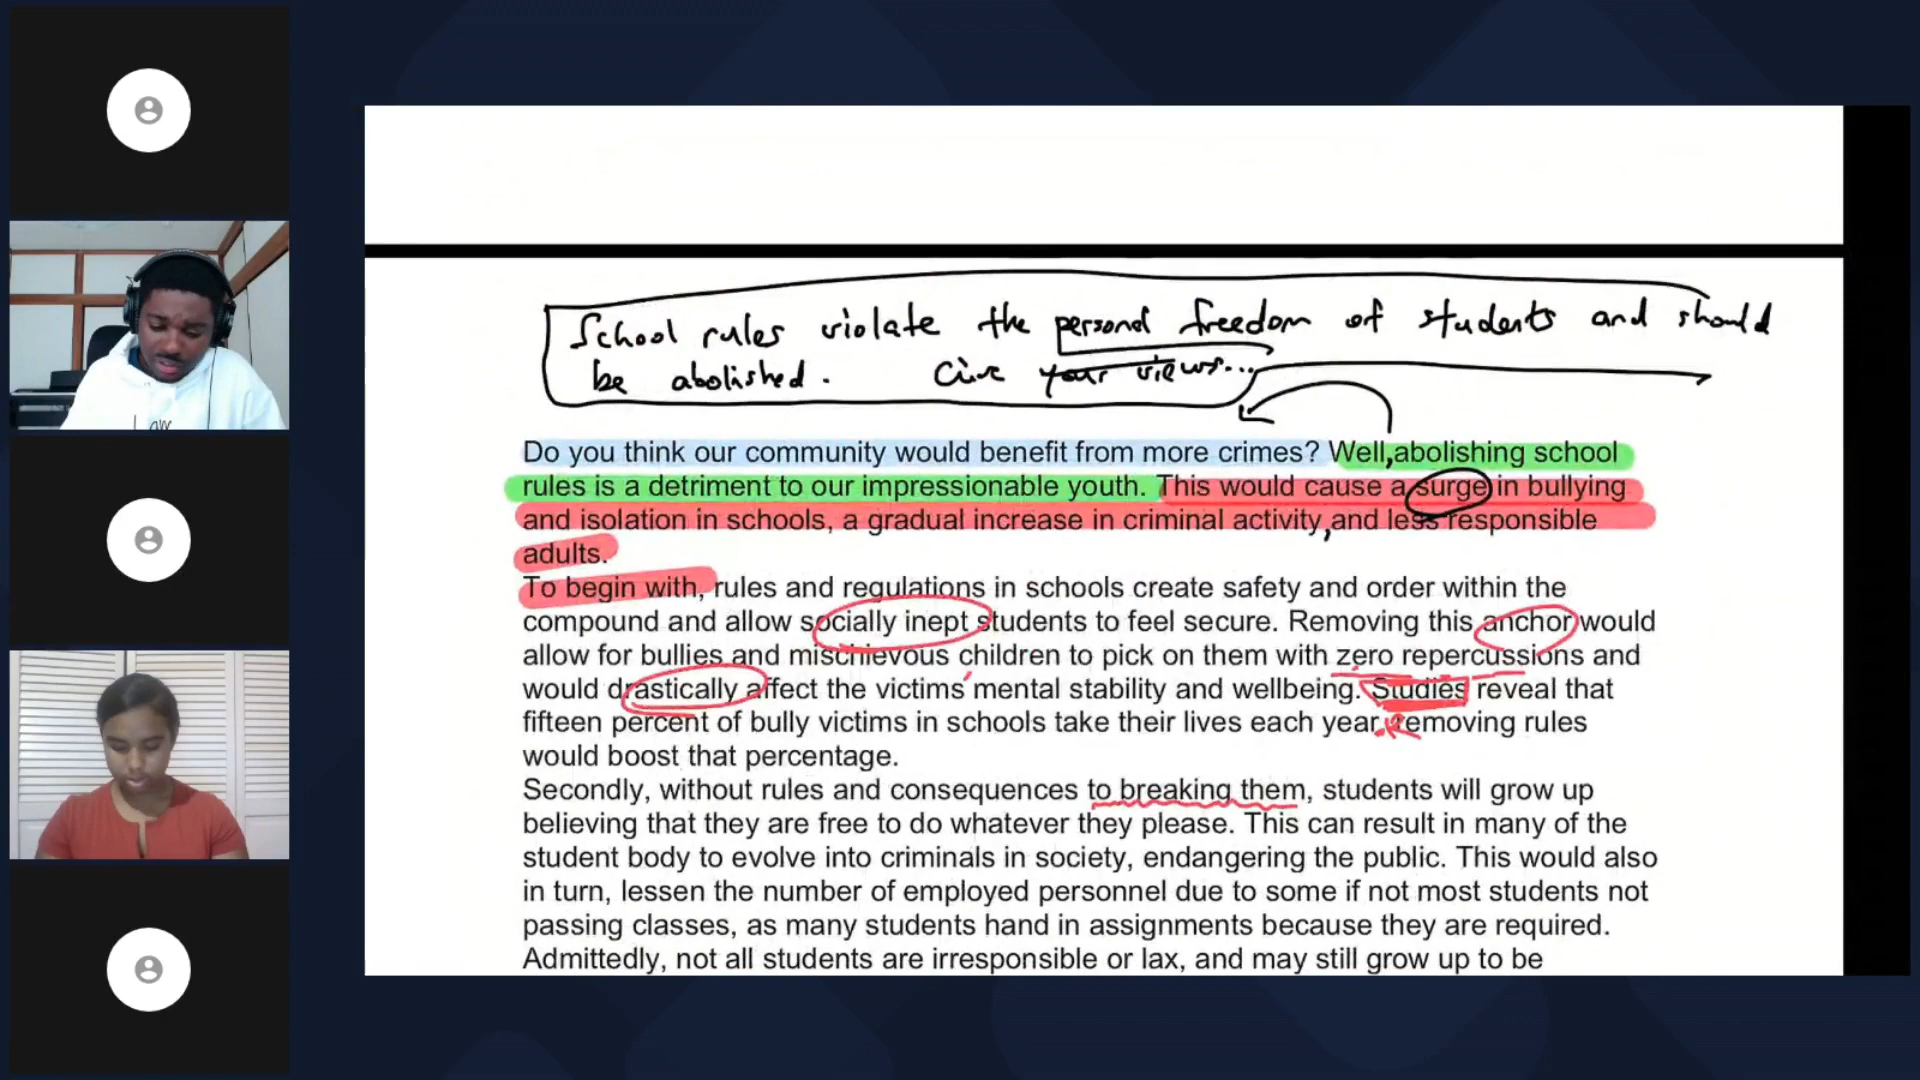 School rules violate the personal freedom of students and should
be abolished. Give your views...
Do you think our community would benefit from more crimes? Well,abolishing school
rules is a detriment to our impressionable youth. This would cause a surge in bullying
and isolation in schools, a gradual increase in criminal activity,and less responsible
adults.
To begin with, rules and regulations in schools create safety and order within the
compound and allow socially inept students to feel secure. Removing this anchor would
allow for bullies and mischievous children to pick on them with zero repercussions and
would drastically affect the victims' mental stability and wellbeing. Studies reveal that
fifteen percent of bully victims in schools take their lives each year. Removing rules
would boost that percentage.
Secondly, without rules and consequences to breaking them, students will grow up
believing that they are free to do whatever they please. This can result in many of the
student body to evolve into criminals in society, endangering the public. This would also
in turn, lessen the number of employed personnel due to some if not most students not
passing classes, as many students hand in assignments because they are required.
Admittedly, not all students are irresponsible or lax, and may still grow up to be